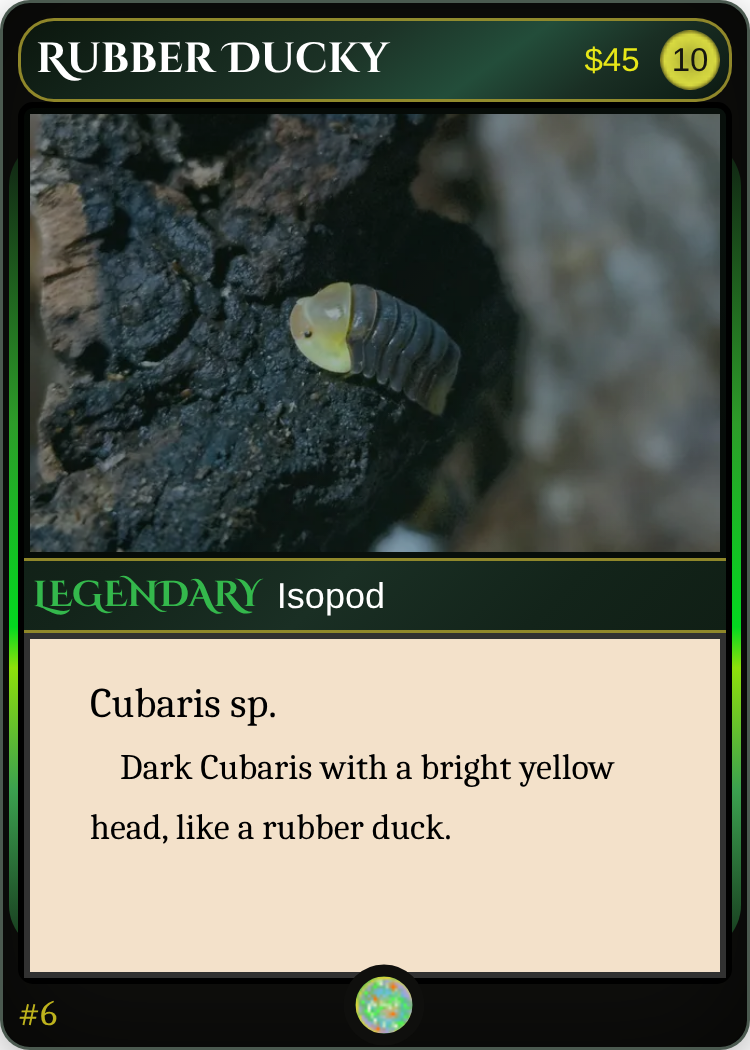 RUBBER DUCKY
$45
10
LEGENDARY Isopod
Cubaris sp.
Dark Cubaris with a bright yellow
head, like a rubber duck.
#6